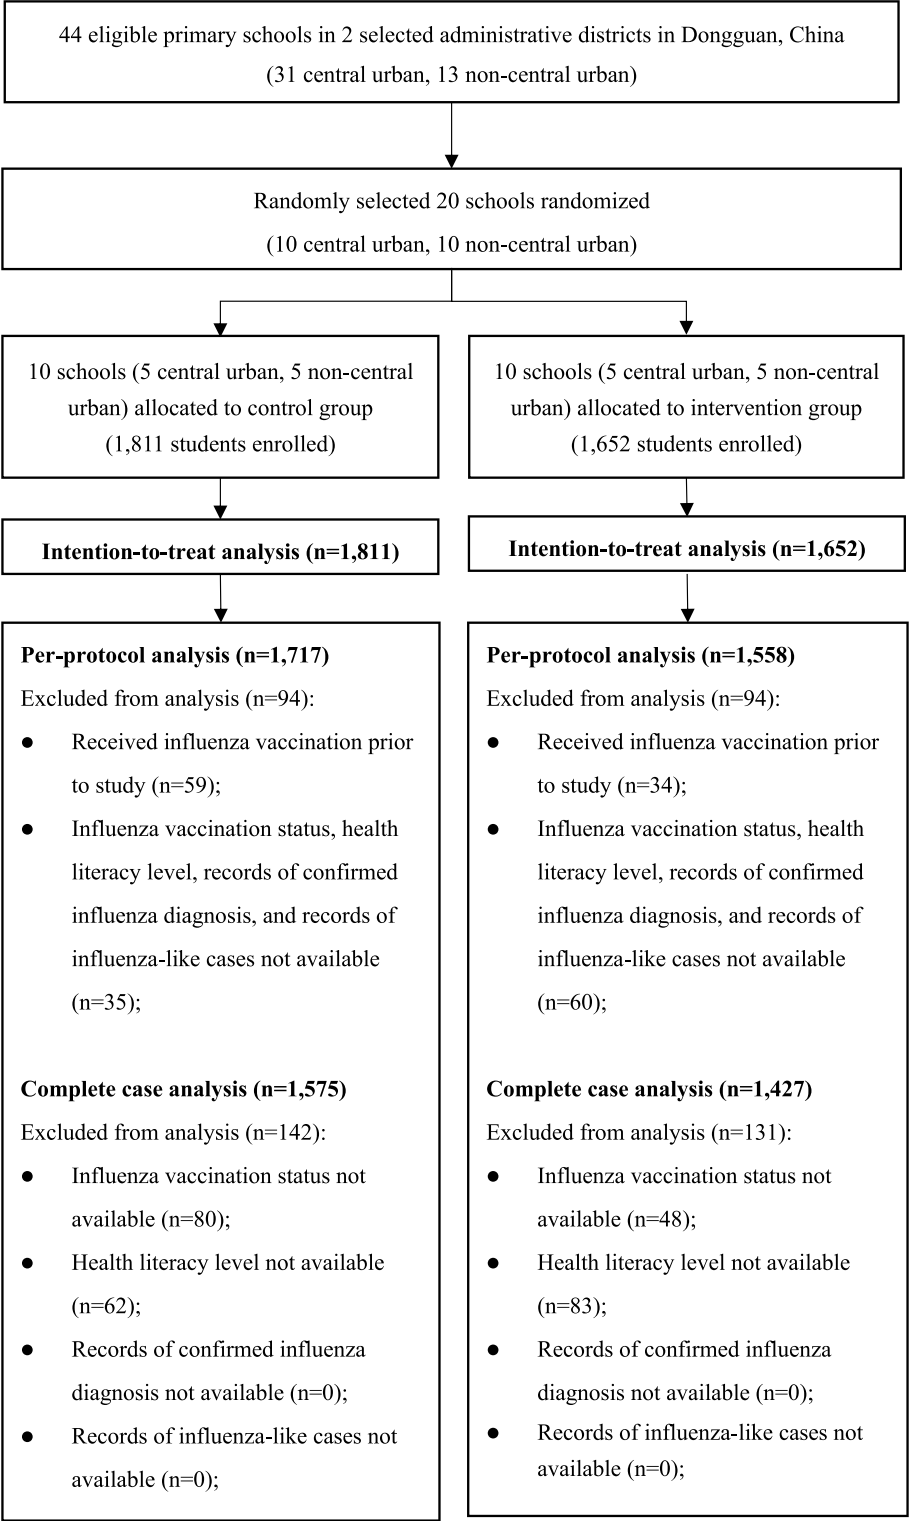 44 eligible primary schools in 2 selected administrative districts in Dongguan, China
(31 central urban, 13 non-central urban)
Randomly selected 20 schools randomized
(10 central urban, 10 non-central urban)
10 schools (5 central urban, 5 non-central
urban) allocated to control group
(1,811 students enrolled)
10 schools (5 central urban, 5 non-central
urban) allocated to intervention group
(1,652 students enrolled)
Intention-to-treat analysis (n=1,811)
Intention-to-treat analysis (n=1,652)
Per-protocol analysis (n=1,717)
Excluded from analysis (n=94):
● Received influenza vaccination prior
to study (n=59);
● Influenza vaccination status, health
literacy level, records of confirmed
influenza diagnosis, and records of
influenza-like cases not available
(n=35);
Complete case analysis (n=1,575)
Excluded from analysis (n=142):
● Influenza vaccination status not
available (n=80);
● Health literacy level not available
(n=62);
● Records of confirmed influenza
diagnosis not available (n=0);
● Records of influenza-like cases not
available (n=0);
Per-protocol analysis (n=1,558)
Excluded from analysis (n=94):
● Received influenza vaccination prior
to study (n=34);
● Influenza vaccination status, health
literacy level, records of confirmed
influenza diagnosis, and records of
influenza-like cases not available
(n=60);
Complete case analysis (n=1,427)
Excluded from analysis (n=131):
● Influenza vaccination status not
available (n=48);
● Health literacy level not available
(n=83);
● Records of confirmed influenza
diagnosis not available (n=0);
● Records of influenza-like cases not
available (n=0);